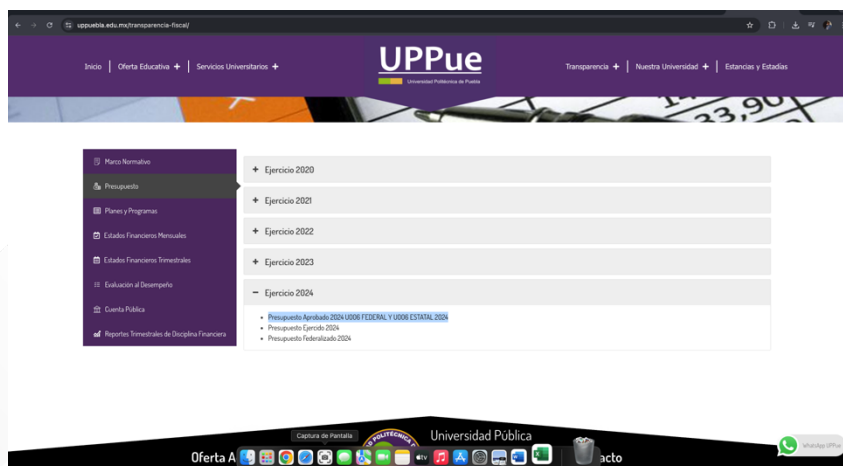 uppuebla.edu.mx/transparencia-fiscal/
Inicio | Oferta Educativa + | Servicios Universitarios +
UPPue
Universidad Politécnica de Puebla
Transparencia + | Nuestra Universidad + | Estancias y Estadías
33,90
Marco Normativo
Presupuesto
Planes y Programas
Estados Financieros Mensuales
Estados Financieros Trimestrales
Evaluación al Desempeño
Cuenta Pública
Reportes Trimestrales de Disciplina Financiera
+ Ejercicio 2020
+ Ejercicio 2021
+ Ejercicio 2022
+ Ejercicio 2023
− Ejercicio 2024
• Presupuesto Aprobado 2024 U006 FEDERAL Y U006 ESTATAL 2024
• Presupuesto Ejercido 2024
• Presupuesto Federalizado 2024
Captura de Pantalla
Universidad Pública
Oferta A
acto
WhatsApp UPPue
tv